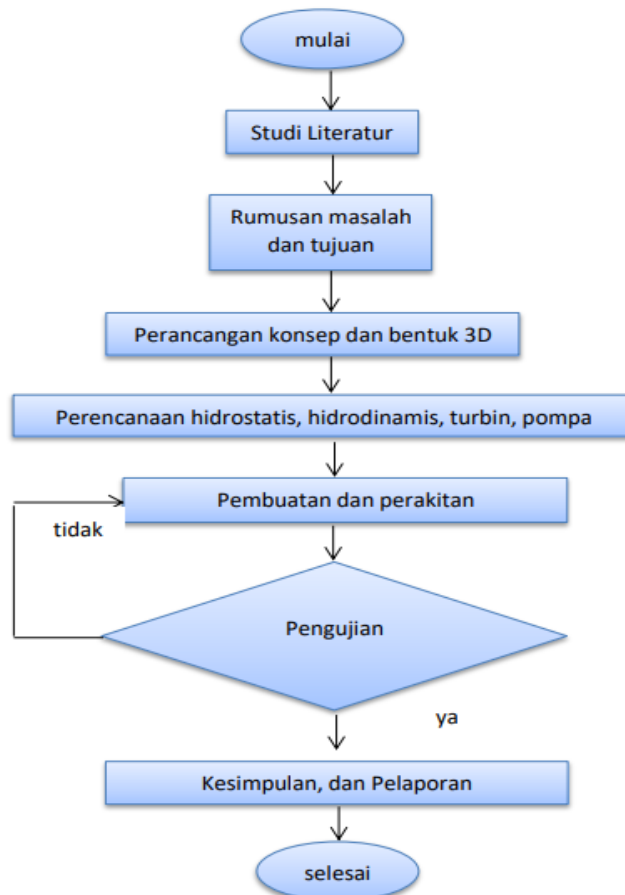 mulai
Studi Literatur
Rumusan masalah
dan tujuan
Perancangan konsep dan bentuk 3D
Perencanaan hidrostatis, hidrodinamis, turbin, pompa
Pembuatan dan perakitan
tidak
Pengujian
ya
Kesimpulan, dan Pelaporan
selesai